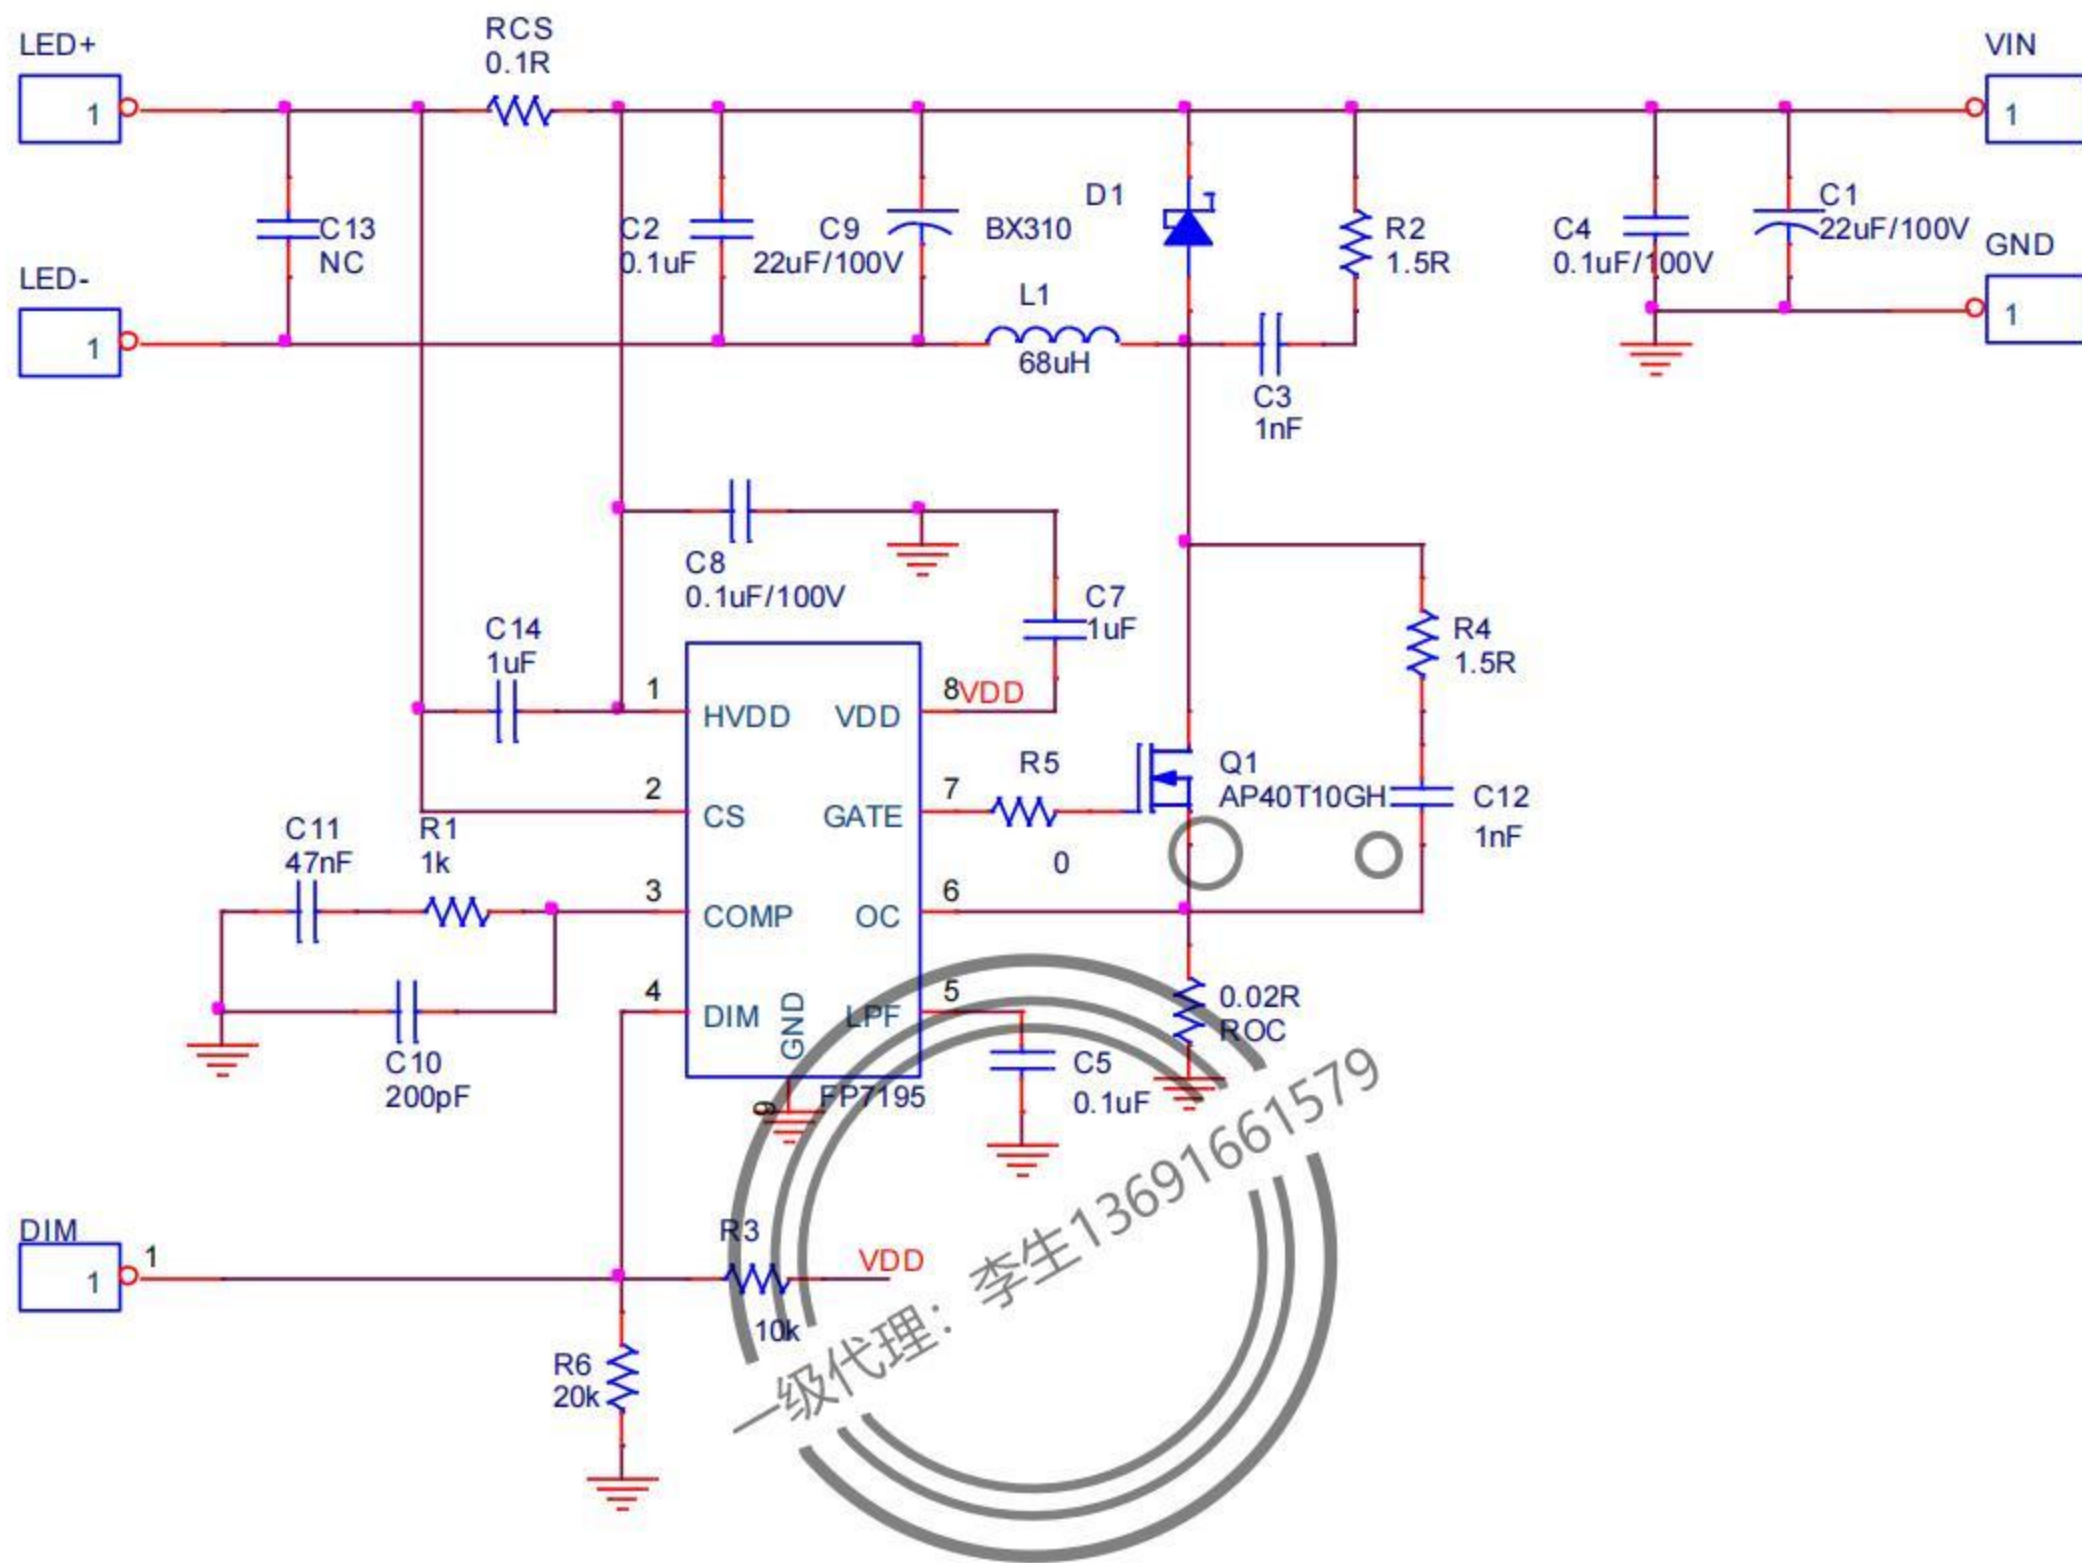 LED+
1
RCS
0.1R
VIN
1
C13
NC
C2
0.1uF
C9
22uF/100V
BX310
D1
R2
1.5R
C4
0.1uF/100V
C1
22uF/100V
GND
1
LED-
1
L1
68uH
C3
1nF
C8
0.1uF/100V
C7
1uF
C14
1uF
R4
1.5R
1
HVDD
VDD
8
VDD
2
CS
GATE
7
R5
0
Q1
AP40T10GH
C12
1nF
C11
47nF
R1
1k
3
COMP
OC
6
4
DIM
GND
LPF
5
9
FP7195
C10
200pF
C5
0.1uF
0.02R
ROC
DIM
1
1
R3
10k
VDD
R6
20k
一级代理：李生13691661579